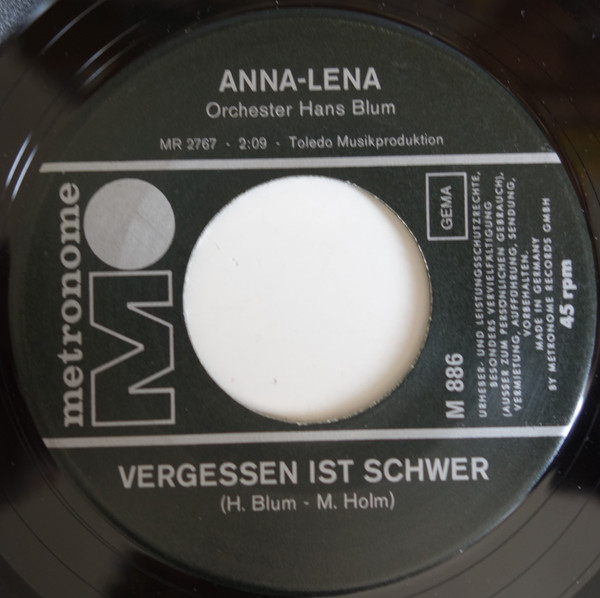 ANNA-LENA
Orchester Hans Blum
MR 2767 - 2:09 - Toledo Musikproduktion
metronome
M
GEMA
M 886
URHEBER- UND LEISTUNGSSCHUTZRECHTE,
BESONDERS VERVIELFÄLTIGUNG
(AUSSER ZUM PERSÖNLICHEN GEBRAUCH),
VERMIETUNG, AUFFÜHRUNG, SENDUNG,
VORBEHALTEN.
MADE IN GERMANY
BY METRONOME RECORDS GMBH
45 rpm
VERGESSEN IST SCHWER
(H. Blum - M. Holm)